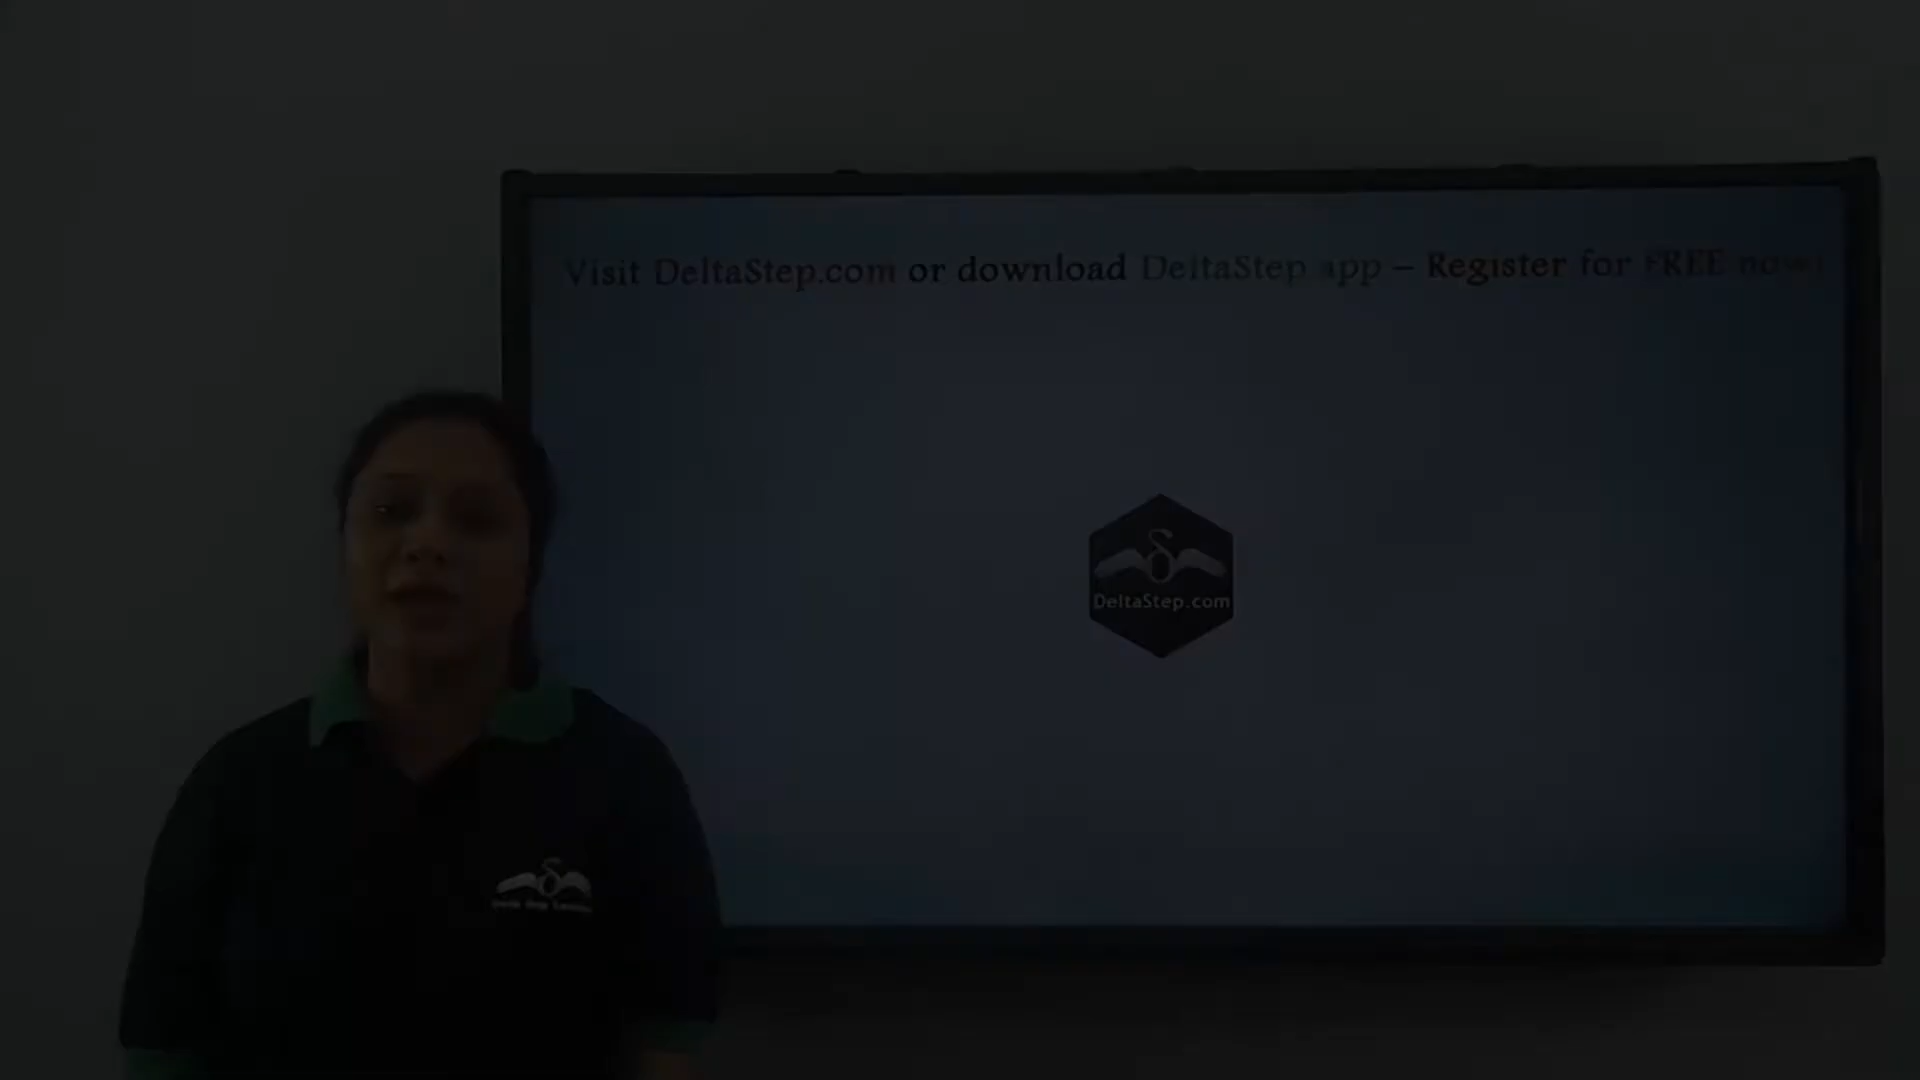 Visit DeltaStep.com or download DeltaStep app – Register for FREE now!
DeltaStep.com